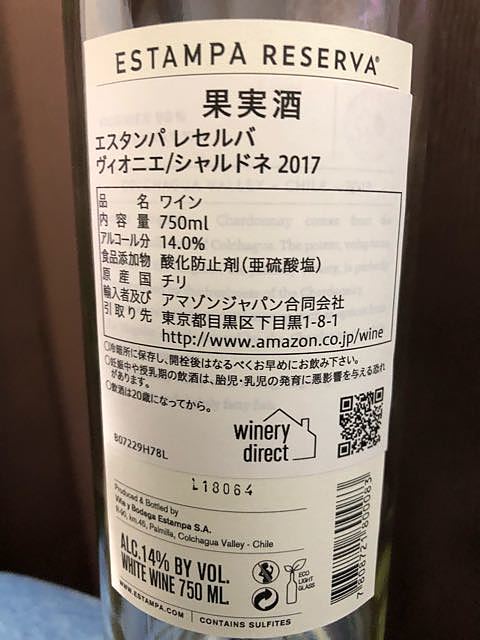 ESTAMPA RESERVA®
果実酒
エスタンパ レセルバ
ヴィオニエ/シャルドネ 2017
品 名 ワイン
内 容 量 750ml
アルコール分 14.0%
食品添加物 酸化防止剤(亜硫酸塩)
原 産 国 チリ
輸入者及び アマゾンジャパン合同会社
引取り先 東京都目黒区下目黒1-8-1
http://www.amazon.co.jp/wine
○冷暗所に保存し、開栓後はなるべくお早めにお飲み下さい。
○妊娠中や授乳期の飲酒は、胎児・乳児の発育に悪影響を与える恐れ
があります。
○飲酒は20歳になってから。
winery
direct
B07229H78L
L18064
Produced & Bottled by
Viña y Bodega Estampa S.A.
R-90, km.45, Palmilla, Colchagua Valley - Chile
ALC.14% BY VOL.
WHITE WINE 750 ML.
ECO
LIGHT
GLASS
WWW.ESTAMPA.COM | CONTAINS SULFITES